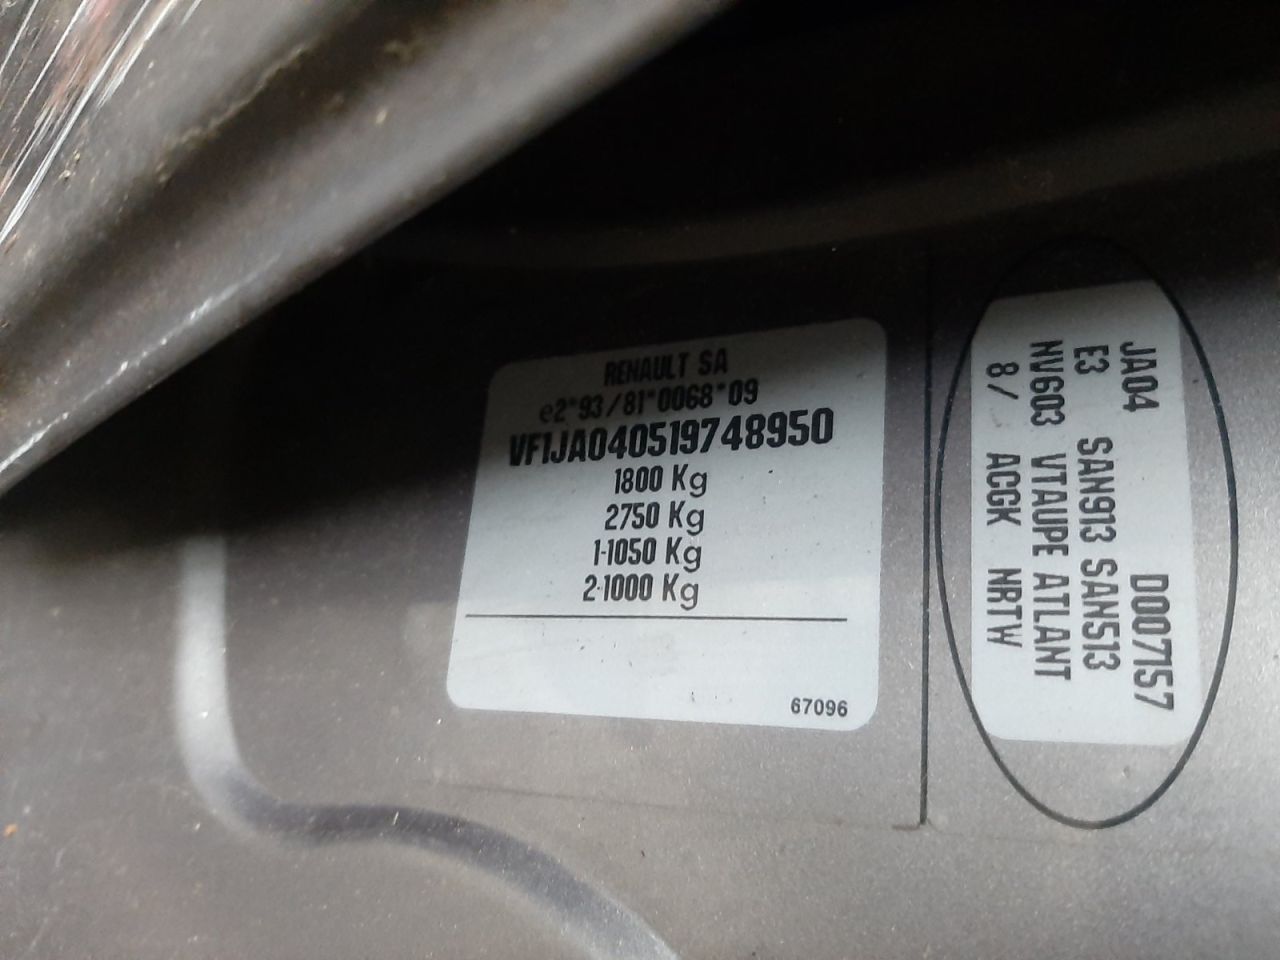 RENAULT SA
e2*93/81*0068*09
VF1JA040519748950
1800 Kg
2750 Kg
1-1050 Kg
2-1000 Kg
67096
JA04 D007157
E3 SAN913 SAN513
NV603 VTAUPE ATLANT
8/ ACGK NRTW